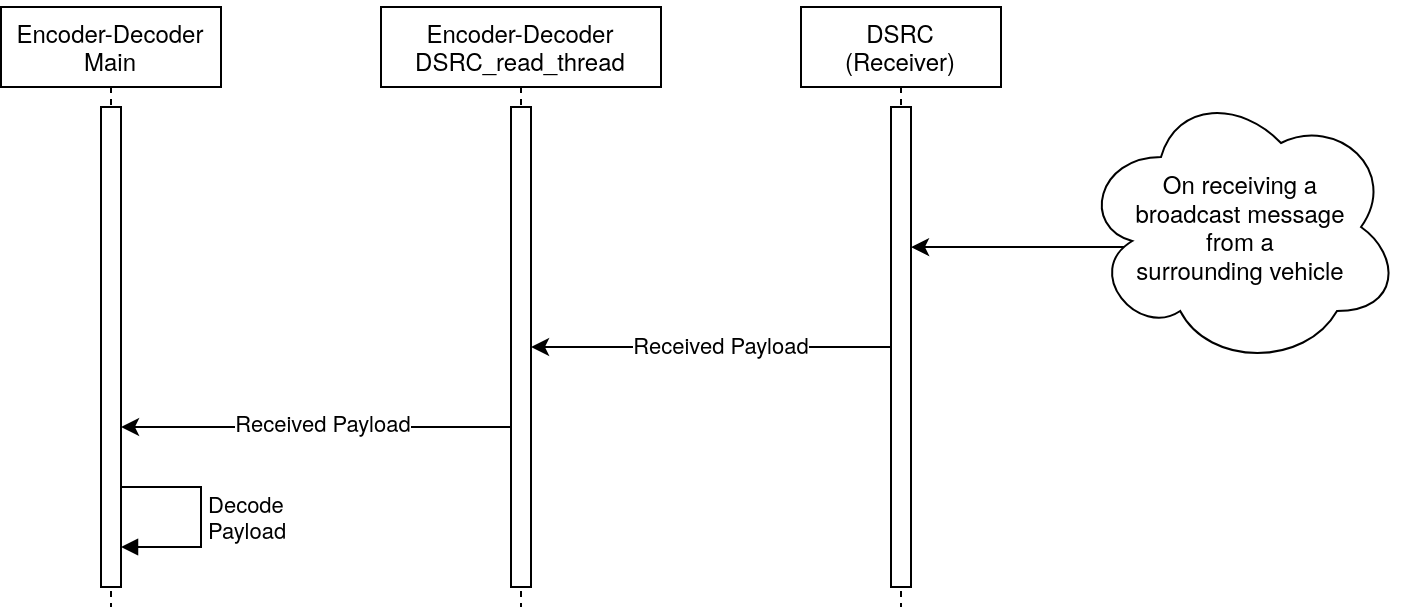 Encoder-Decoder
Main
Encoder-Decoder
DSRC_read_thread
DSRC
(Receiver)
On receiving a
broadcast message
from a
surrounding vehicle
Received Payload
Received Payload
Decode
Payload